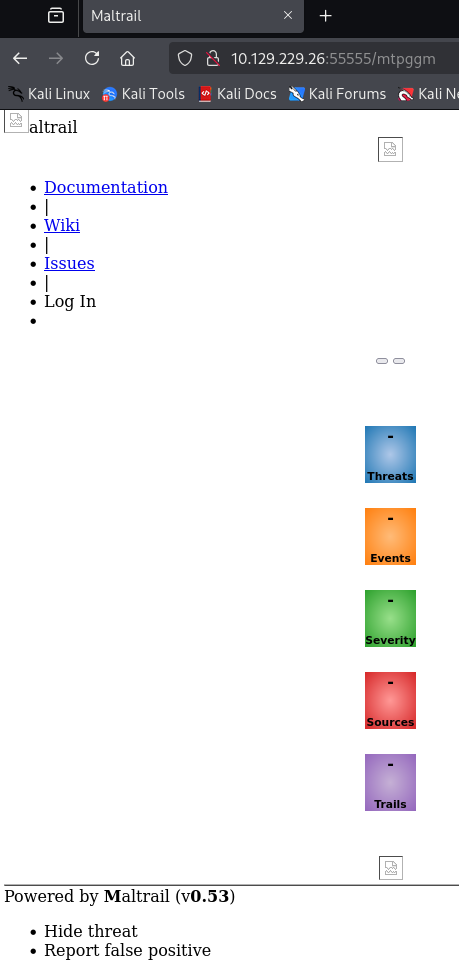 Maltrail
10.129.229.26:55555/mtpggm
Kali Linux Kali Tools Kali Docs Kali Forums Kali Ne
altrail
Documentation
|
Wiki
|
Issues
|
Log In
-
Threats
-
Events
-
Severity
-
Sources
-
Trails
Powered by Maltrail (v0.53)
Hide threat
Report false positive